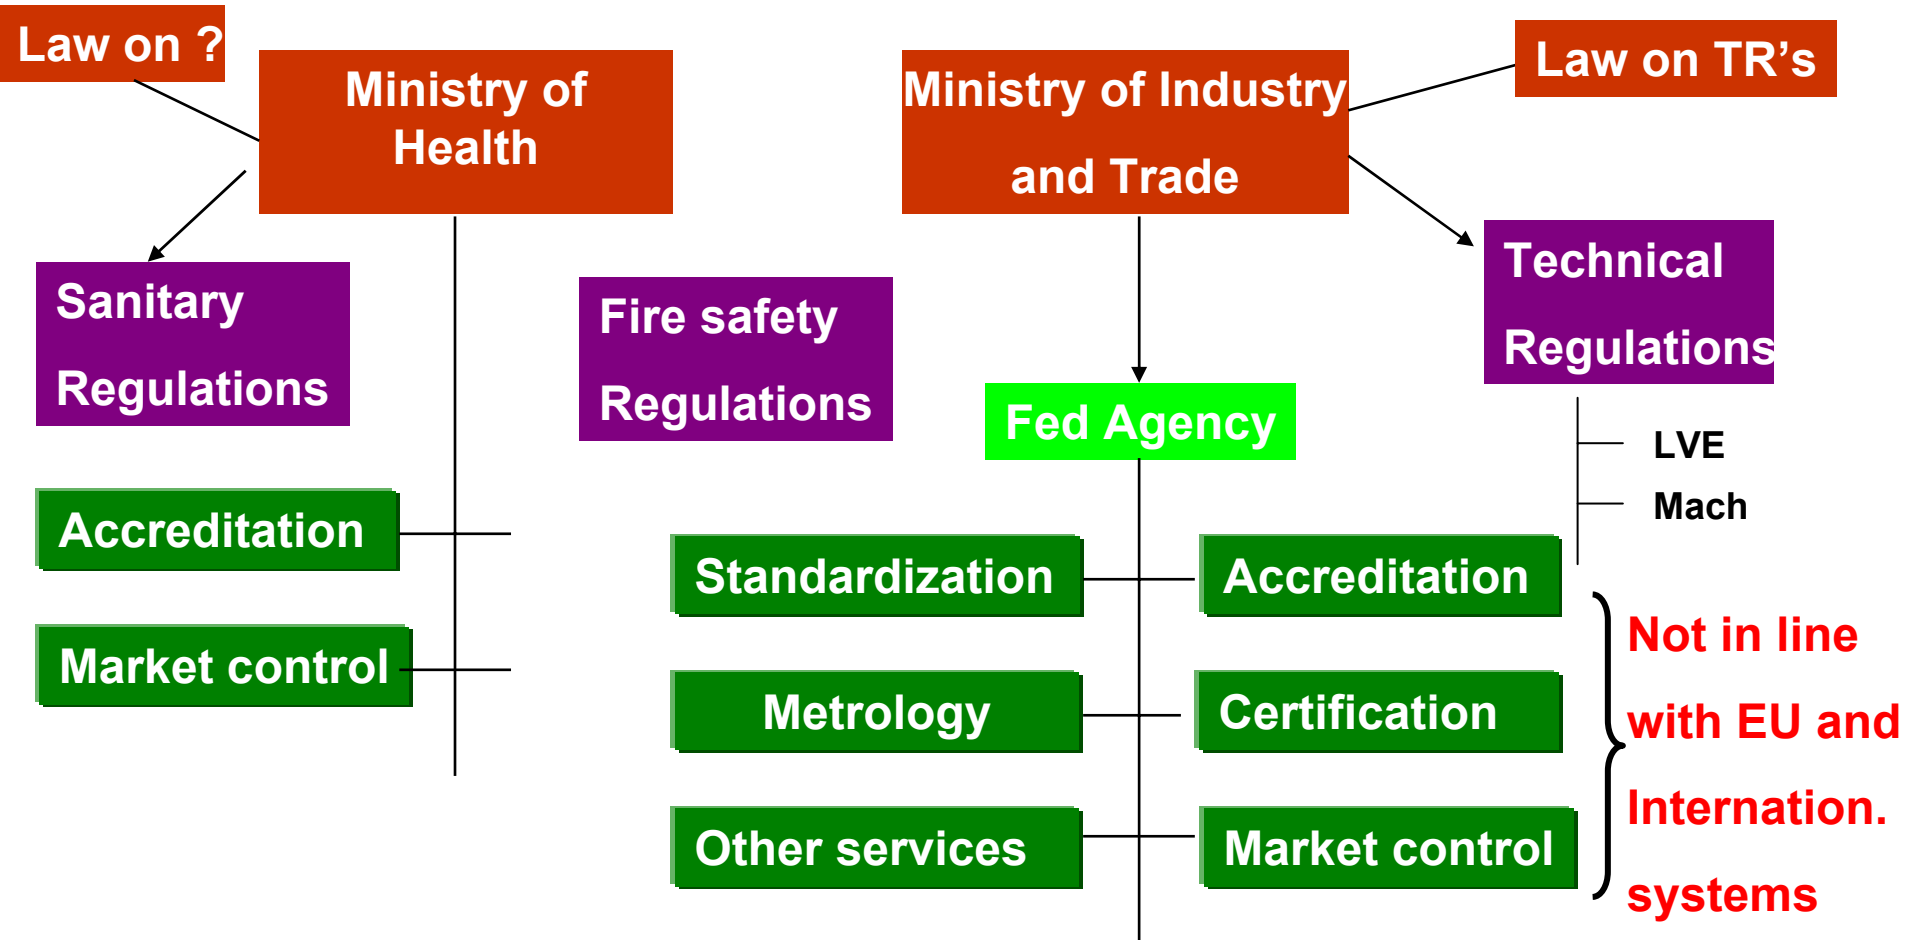 Law on ?
Ministry of
Health
Ministry of Industry
and Trade
Law on TR’s
Sanitary
Regulations
Fire safety
Regulations
Technical
Regulations
Fed Agency
LVE
Mach
Accreditation
Market control
Standardization
Accreditation
Metrology
Certification
Other services
Market control
Not in line
with EU and
Internation.
systems